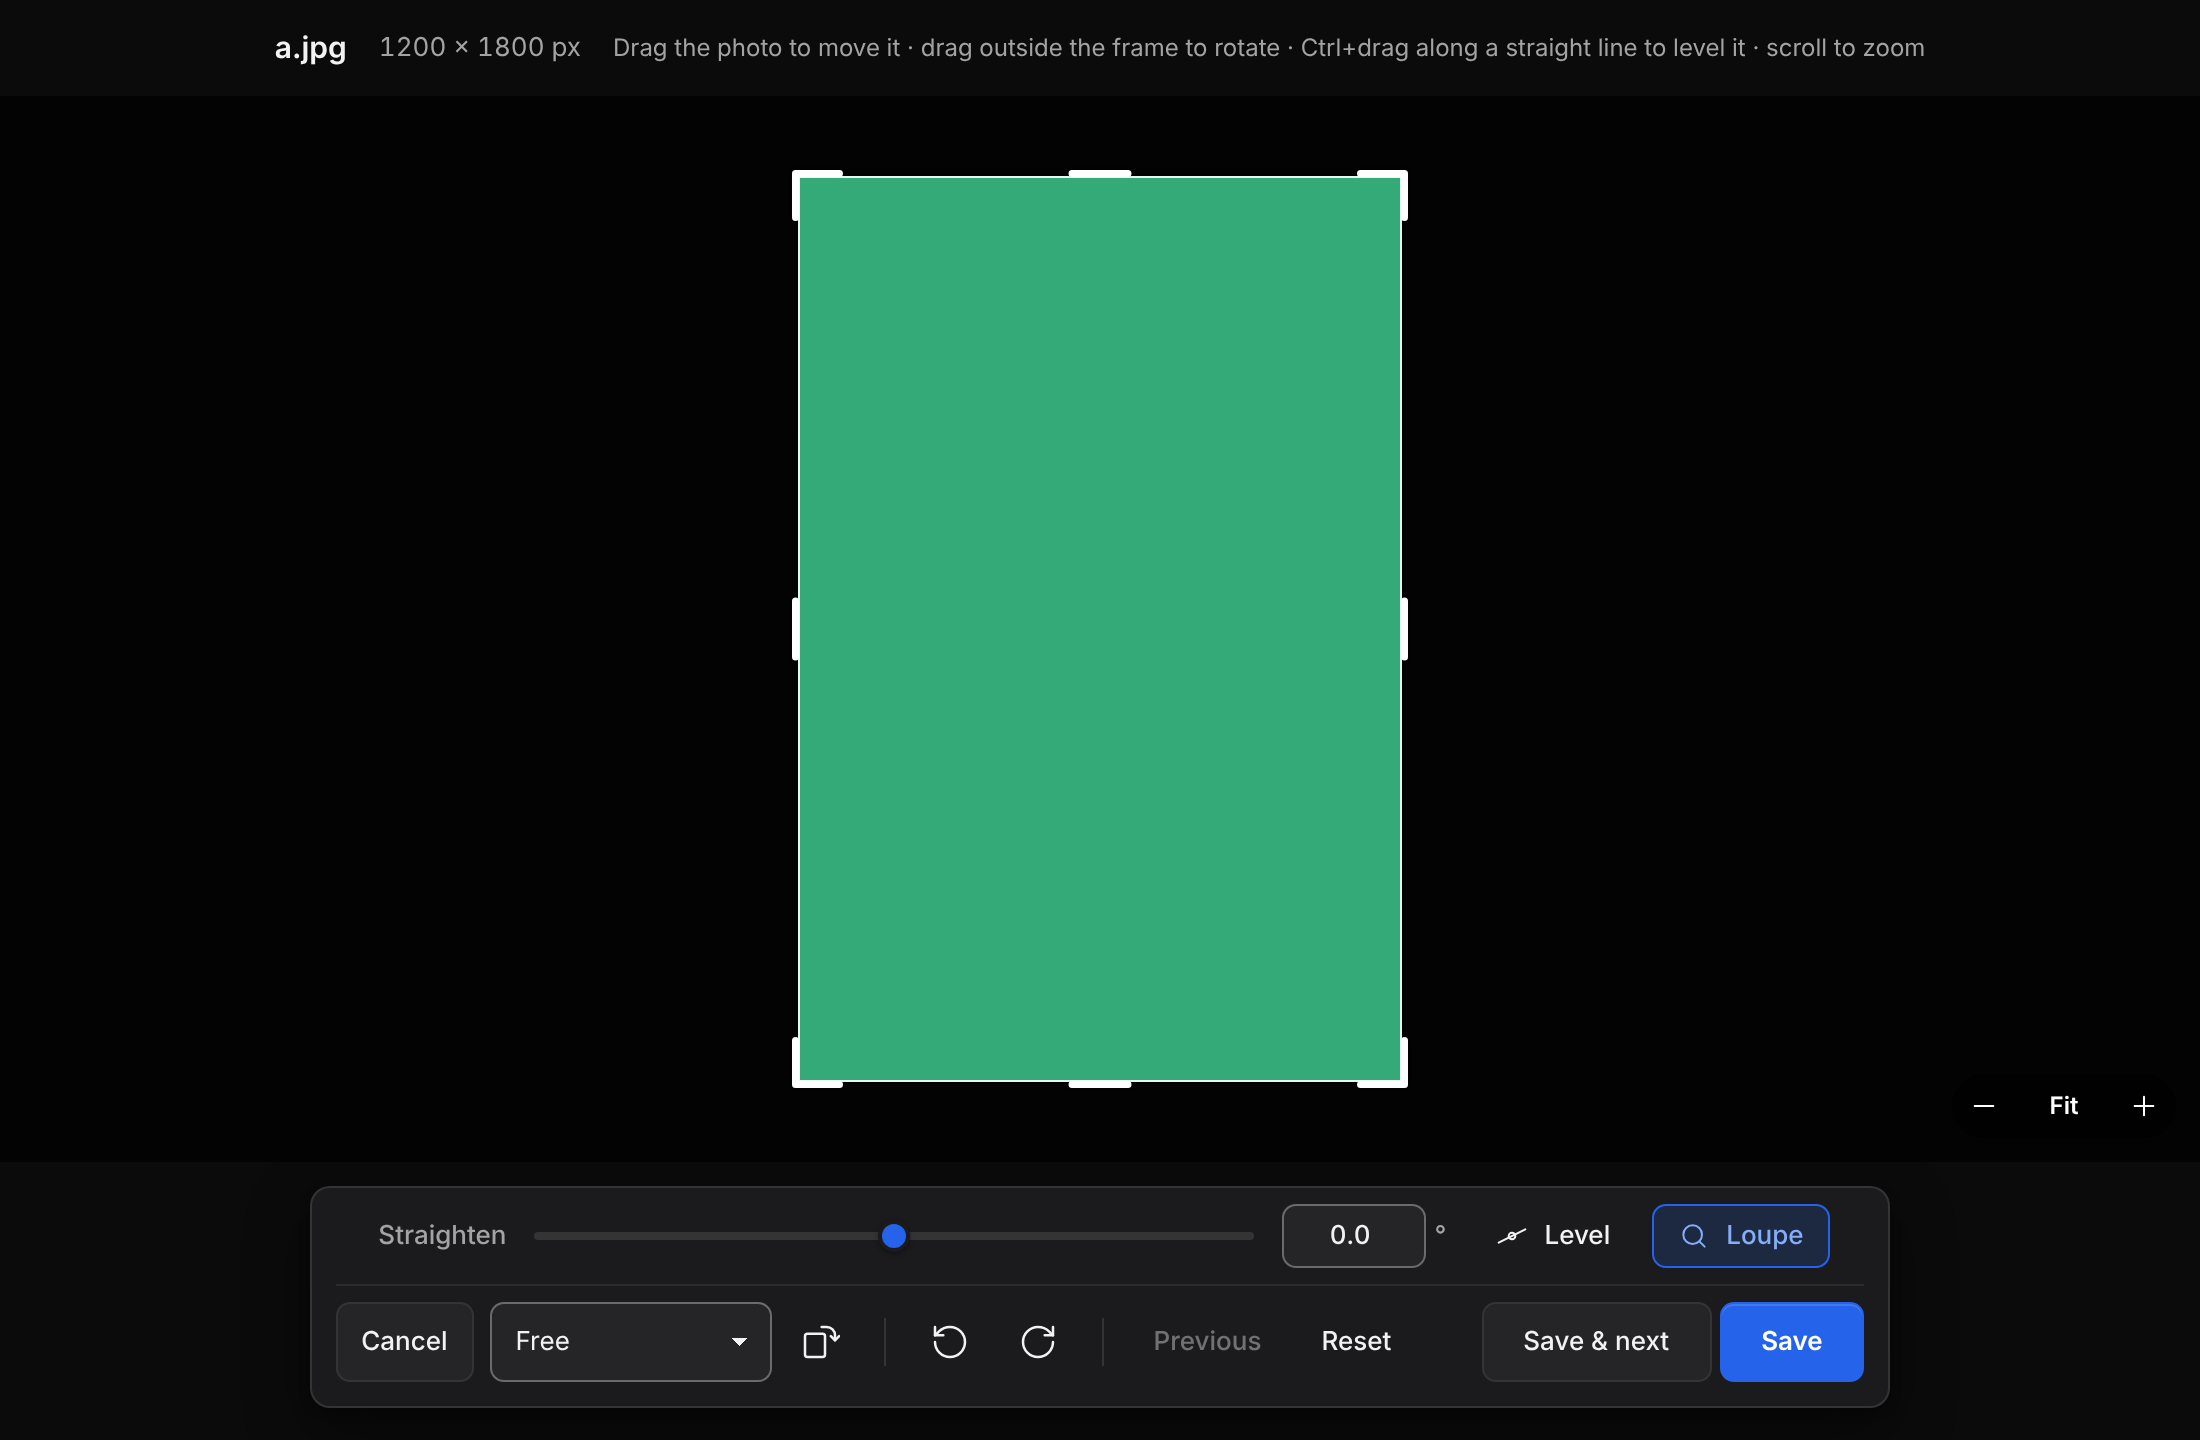 a.jpg 1200 × 1800 px Drag the photo to move it · drag outside the frame to rotate · Ctrl+drag along a straight line to level it · scroll to zoom
Fit
Straighten 0.0 ° Level Loupe
Cancel Free Previous Reset Save & next Save